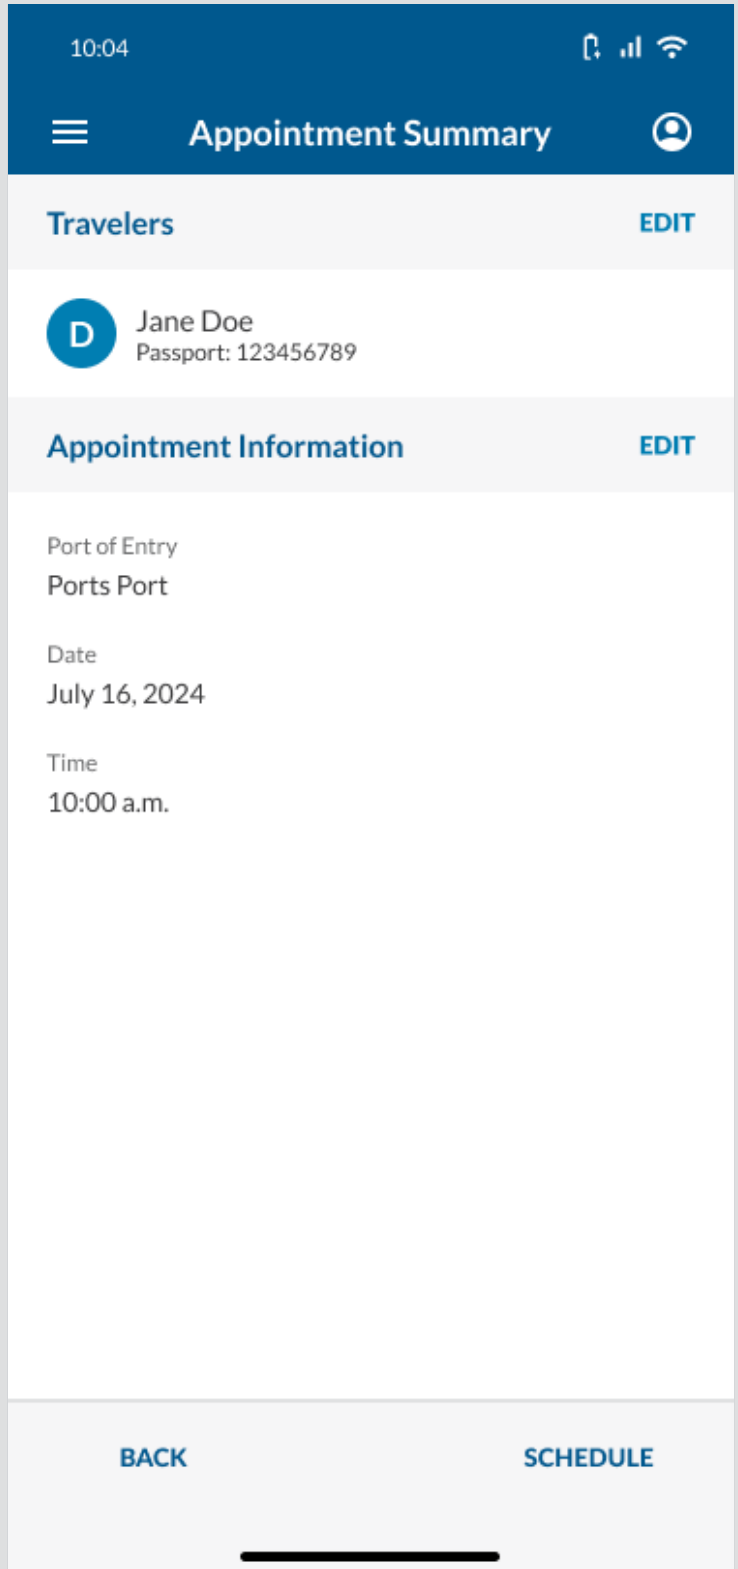 10:04
Appointment Summary
Travelers EDIT
D
Jane Doe
Passport: 123456789
Appointment Information EDIT
Port of Entry
Ports Port
Date
July 16, 2024
Time
10:00 a.m.
BACK SCHEDULE